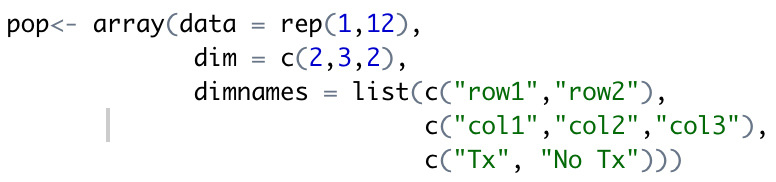 pop<- array(data = rep(1,12),
dim = c(2,3,2),
dimnames = list(c("row1","row2"),
c("col1","col2","col3"),
c("Tx", "No Tx")))